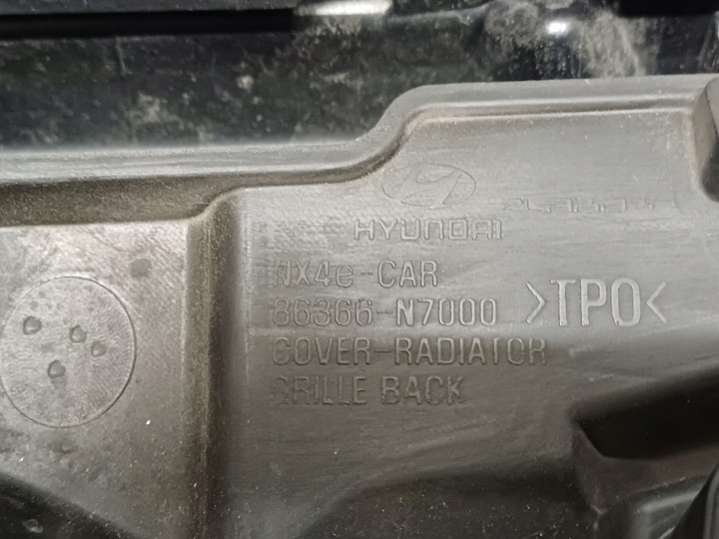 HYUNDAI
NX4e-CAR
86366-N7000
>TPO<
COVER-RADIATOR
GRILLE BACK